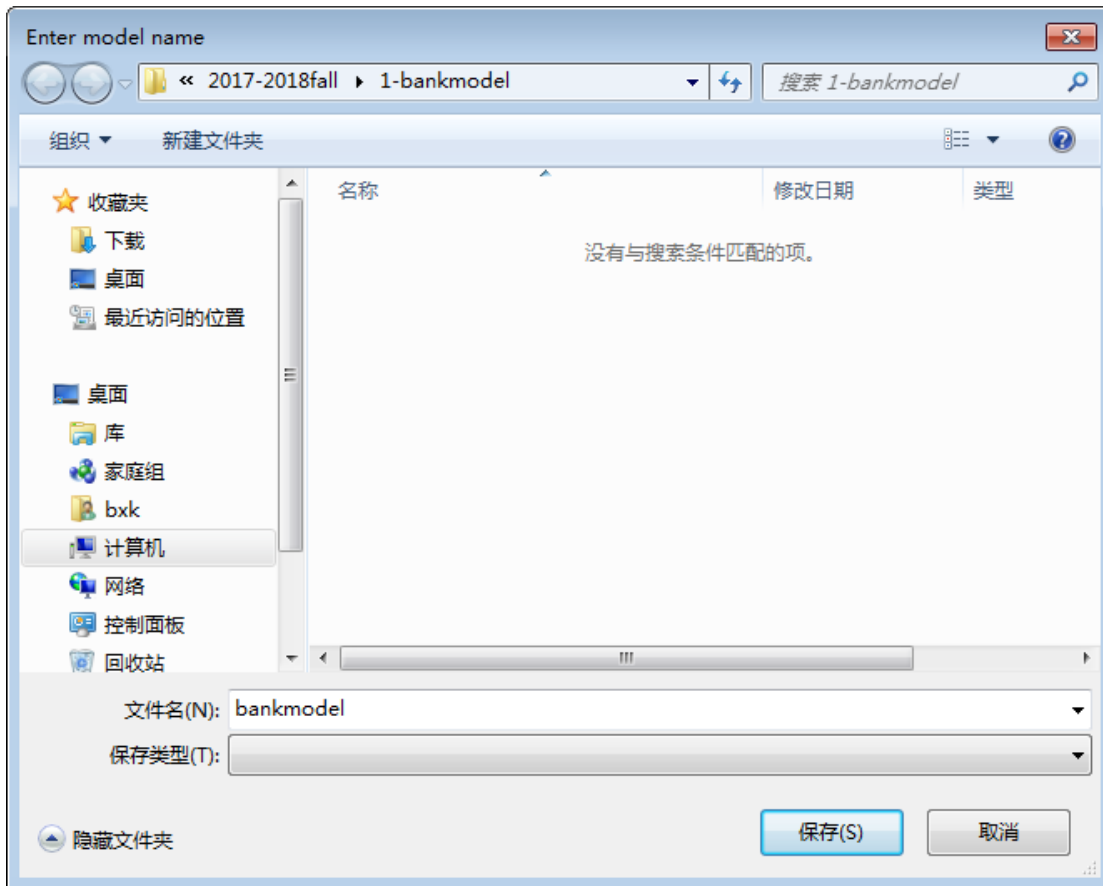 Enter model name
« 2017-2018fall ▸ 1-bankmodel
搜索 1-bankmodel
组织 新建文件夹
名称 修改日期 类型
没有与搜索条件匹配的项。
收藏夹
下载
桌面
最近访问的位置
桌面
库
家庭组
bxk
计算机
网络
控制面板
回收站
文件名(N): bankmodel
保存类型(T):
隐藏文件夹
保存(S) 取消